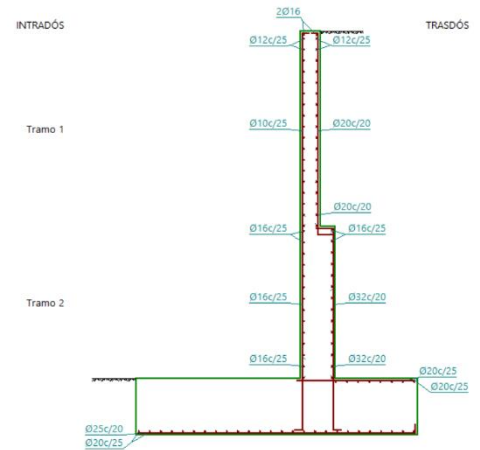 2Ø16
INTRADÓS TRASDÓS
Ø12c/25 Ø12c/25
Tramo 1 Ø10c/25 Ø20c/20
Ø20c/20
Ø16c/25 Ø16c/25
Tramo 2 Ø16c/25 Ø32c/20
Ø16c/25 Ø32c/20
Ø20c/25
Ø20c/25
Ø25c/20
Ø20c/25